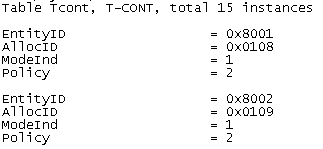 Table Tcont, T-CONT, total 15 instances
EntityID = 0x8001
AllocID = 0x0108
ModeInd = 1
Policy = 2
EntityID = 0x8002
AllocID = 0x0109
ModeInd = 1
Policy = 2